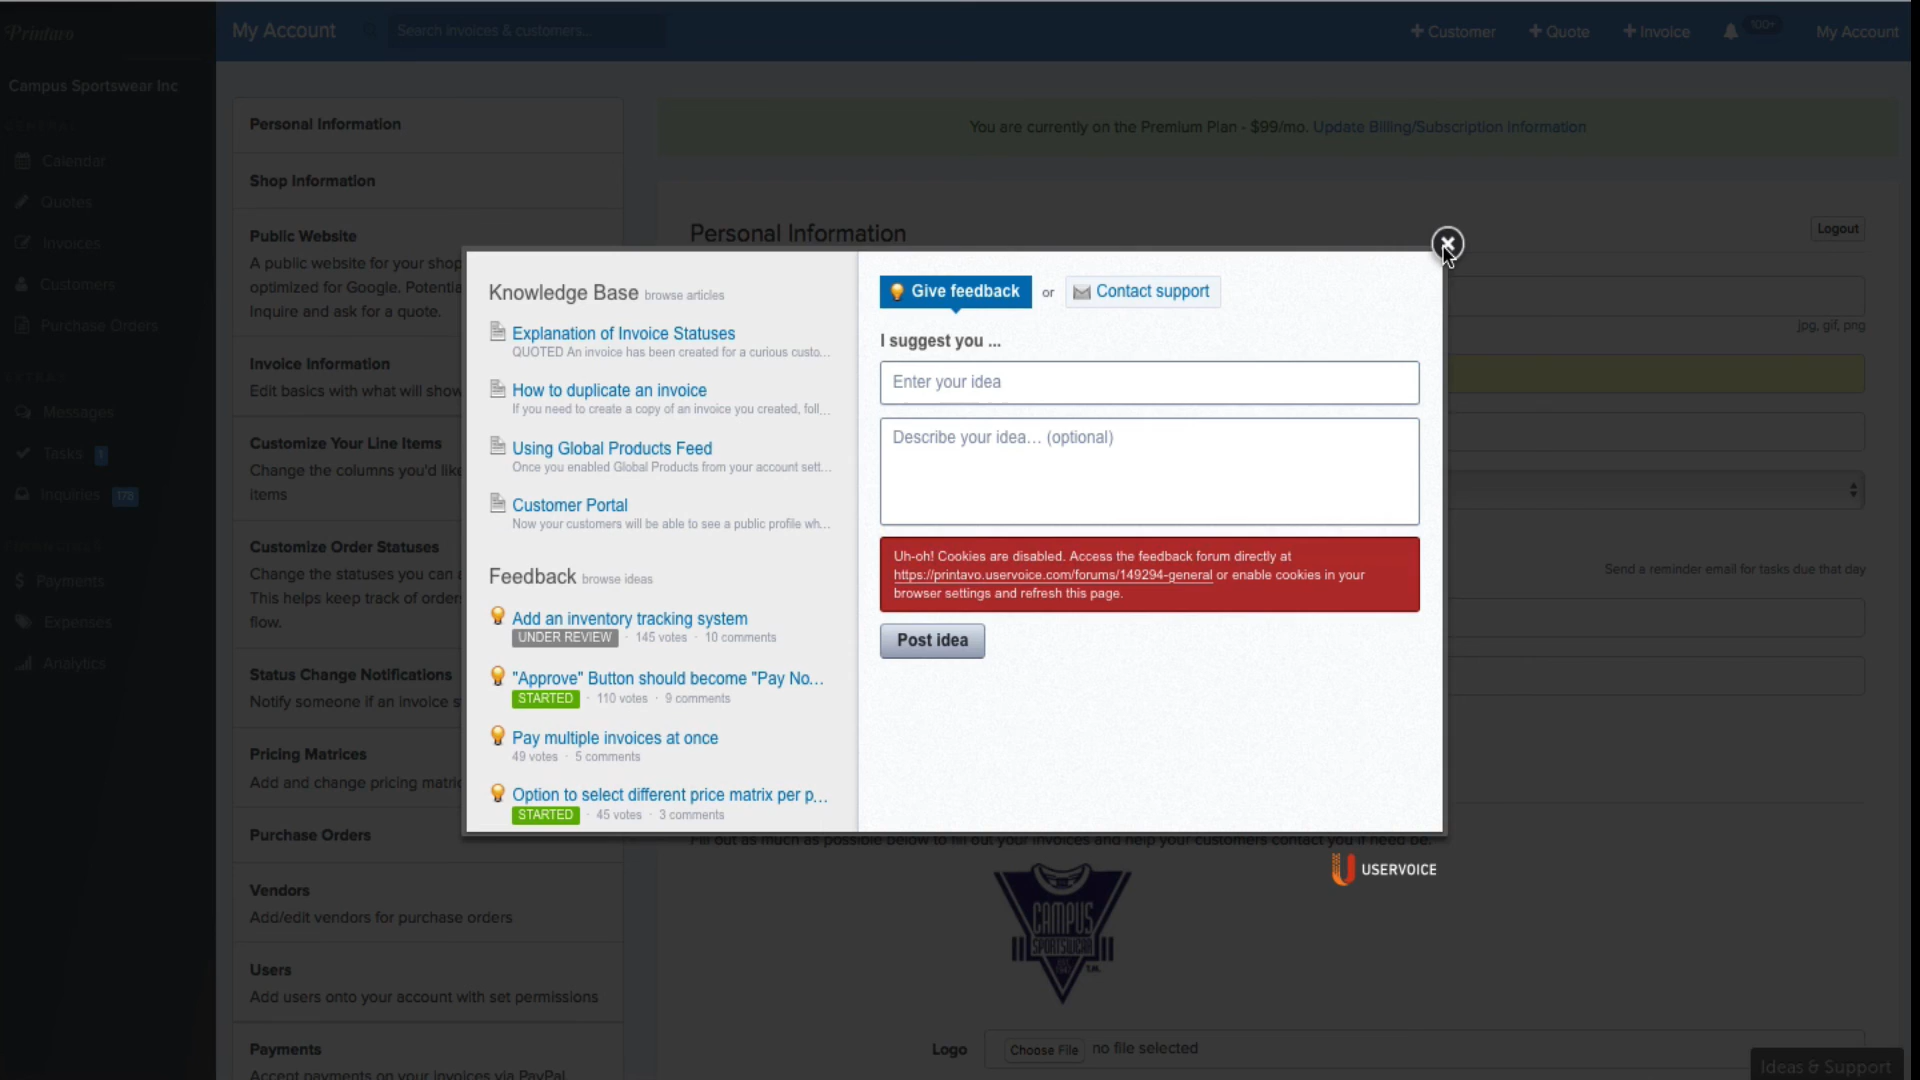 Printavo
My Account
Search invoices & customers...
Customer
Quote
Invoice
100+
My Account
Campus Sportswear Inc
GENERAL
Calendar
Quotes
Invoices
Customers
Purchase Orders
EXTRAS
Messages
Tasks 1
Inquiries 178
Payments
Expenses
Analytics
Personal Information
Shop Information
Public Website
A public website for your shop
optimized for Google. Potentia
Inquire and ask for a quote.
Invoice Information
Edit basics with what will show
Customize Your Line Items
Change the columns you'd like
items
Customize Order Statuses
Change the statuses you can
This helps keep track of order
flow.
Status Change Notifications
Notify someone if an invoice s
Pricing Matrices
Add and change pricing matri
Purchase Orders
Vendors
Add/edit vendors for purchase orders
Users
Add users onto your account with set permissions
Payments
Accept payments on your invoices via PayPal
You are currently on the Premium Plan - $99/mo. Update Billing/Subscription Information
Personal Information
Logout
jpg, gif, png
Send a reminder email for tasks due that day
Knowledge Base browse articles
Explanation of Invoice Statuses
QUOTED An invoice has been created for a curious custo...
How to duplicate an invoice
If you need to create a copy of an invoice you created, foll...
Using Global Products Feed
Once you enabled Global Products from your account sett...
Customer Portal
Now your customers will be able to see a public profile wh...
Feedback browse ideas
Add an inventory tracking system
UNDER REVIEW · 145 votes · 10 comments
"Approve" Button should become "Pay No...
STARTED · 110 votes · 9 comments
Pay multiple invoices at once
49 votes · 5 comments
Option to select different price matrix per p...
STARTED · 45 votes · 3 comments
Give feedback or Contact support
I suggest you ...
Enter your idea
Describe your idea... (optional)
Uh-oh! Cookies are disabled. Access the feedback forum directly at
https://printavo.uservoice.com/forums/149294-general or enable cookies in your
browser settings and refresh this page.
Post idea
Fill out as much as possible below to fill out your invoices and help your customers contact you if need be.
USERVOICE
CAMPUS
SPORTSWEAR
T.M.
Logo
Choose File no file selected
Ideas & Support